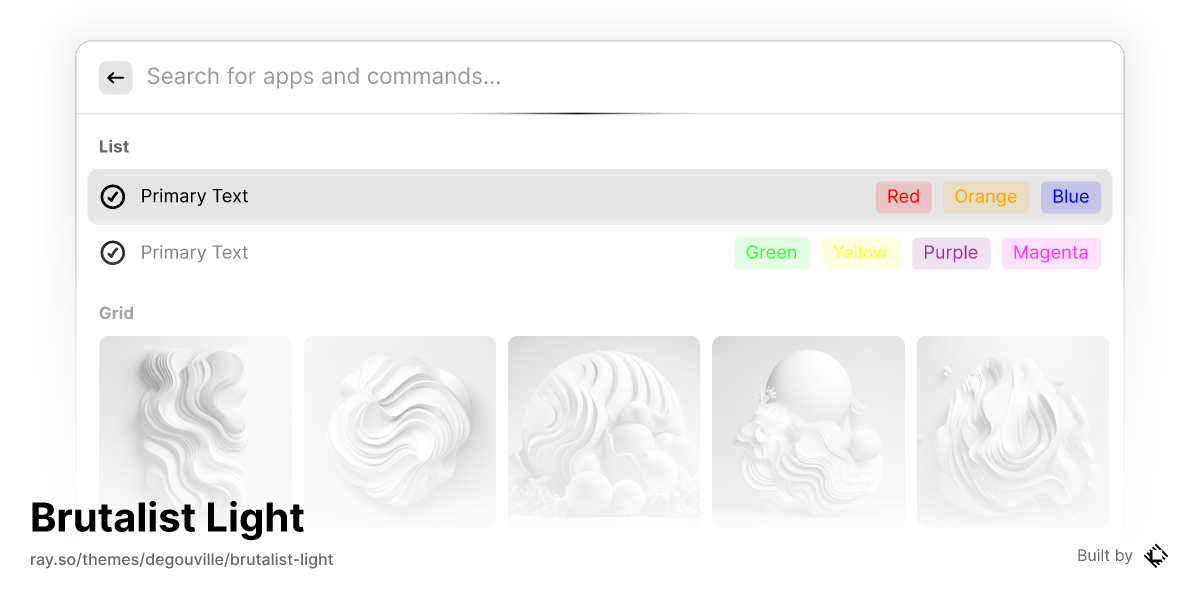 Search for apps and commands...
List
Primary Text Red Orange Blue
Primary Text Green Yellow Purple Magenta
Grid
Brutalist Light
ray.so/themes/degouville/brutalist-light
Built by